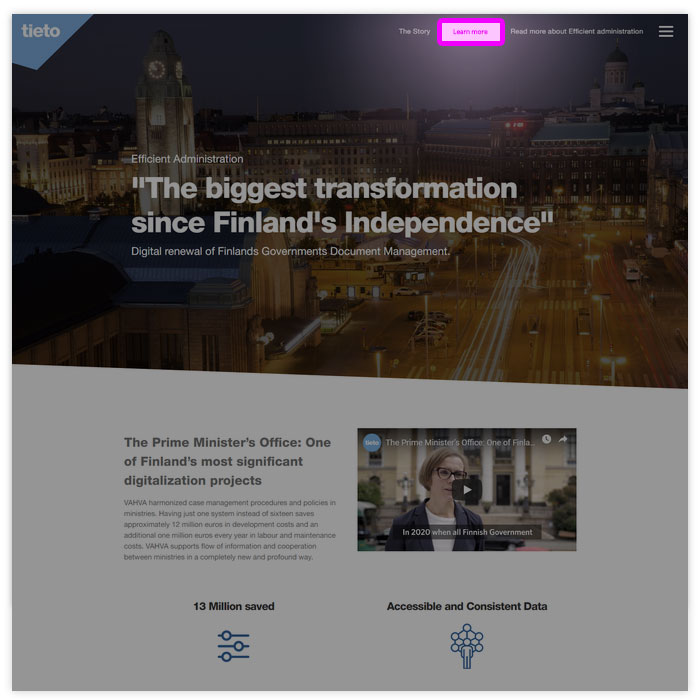 tieto
The Story
Learn more
Read more about Efficient administration
Efficient Administration
"The biggest transformation
since Finland's Independence"
Digital renewal of Finlands Governments Document Management.
The Prime Minister's Office: One
of Finland's most significant
digitalization projects
VAHVA harmonized case management procedures and policies in
ministries. Having just one system instead of sixteen saves
approximately 12 million euros in development costs and an
additional one million euros every year in labour and maintenance
costs. VAHVA supports flow of information and cooperation
between ministries in a completely new and profound way.
tieto
The Prime Minister's Office: One of Finla...
In 2020 when all Finnish Government
13 Million saved
Accessible and Consistent Data